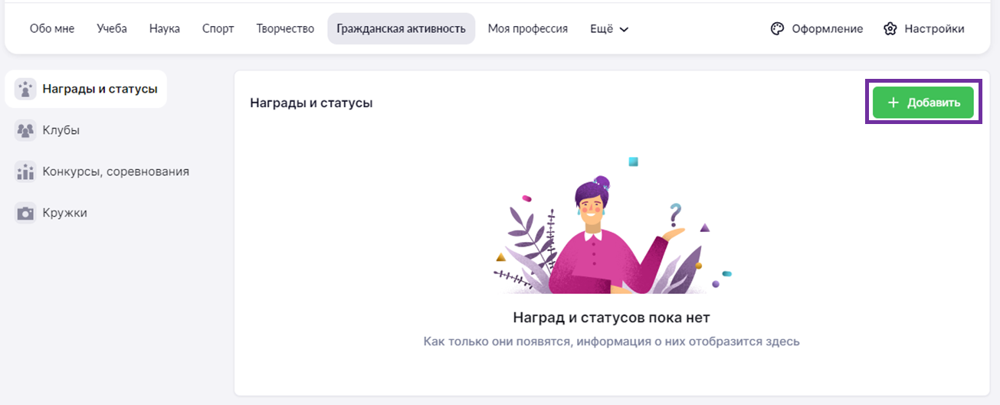 Обо мне Учеба Наука Спорт Творчество Гражданская активность Моя профессия Ещё Оформление Настройки
Награды и статусы
Клубы
Конкурсы, соревнования
Кружки
Награды и статусы
+ Добавить
Наград и статусов пока нет
Как только они появятся, информация о них отобразится здесь